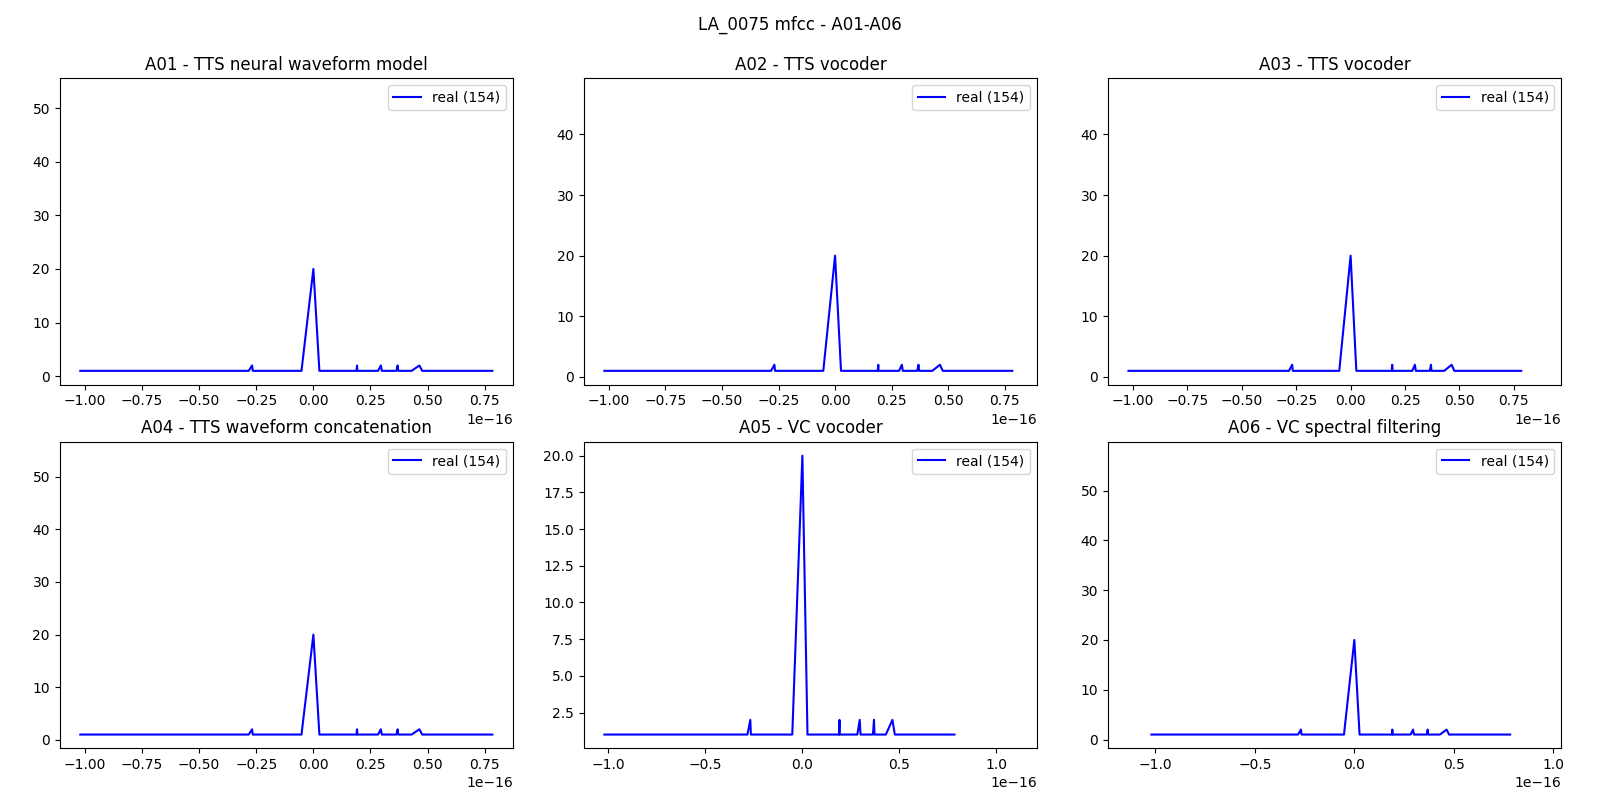 LA_0075 mfcc - A01-A06
A01 - TTS neural waveform model
A02 - TTS vocoder
A03 - TTS vocoder
real (154)
real (154)
real (154)
50
40
30
20
10
0
40
30
20
10
0
40
30
20
10
0
−1.00 −0.75 −0.50 −0.25 0.00 0.25 0.50 0.75
1e−16
−1.00 −0.75 −0.50 −0.25 0.00 0.25 0.50 0.75
1e−16
−1.00 −0.75 −0.50 −0.25 0.00 0.25 0.50 0.75
1e−16
A04 - TTS waveform concatenation
A05 - VC vocoder
A06 - VC spectral filtering
real (154)
real (154)
real (154)
50
40
30
20
10
0
20.0
17.5
15.0
12.5
10.0
7.5
5.0
2.5
50
40
30
20
10
0
−1.00 −0.75 −0.50 −0.25 0.00 0.25 0.50 0.75
1e−16
−1.0 −0.5 0.0 0.5 1.0
1e−16
−1.0 −0.5 0.0 0.5 1.0
1e−16